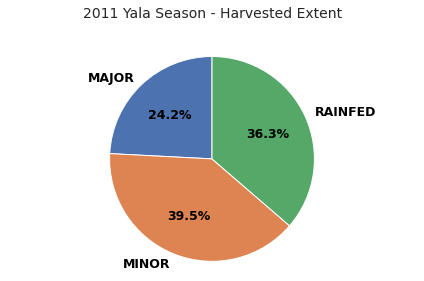 2011 Yala Season - Harvested Extent
MAJOR
24.2%
RAINFED
36.3%
MINOR
39.5%